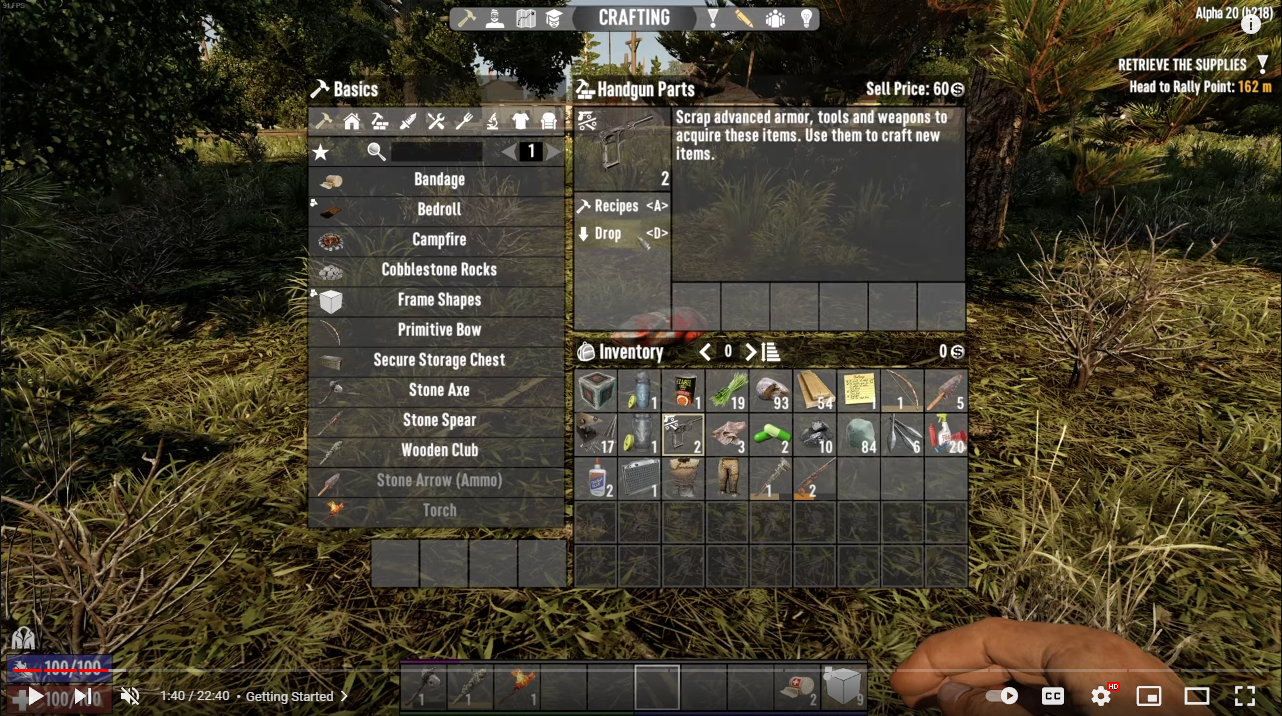 91 FPS
CRAFTING
Alpha 20 (b218)
RETRIEVE THE SUPPLIES
Head to Rally Point: 162 m
Basics
1
Bandage
Bedroll
Campfire
Cobblestone Rocks
Frame Shapes
Primitive Bow
Secure Storage Chest
Stone Axe
Stone Spear
Wooden Club
Stone Arrow (Ammo)
Torch
Handgun Parts
Sell Price: 60
Scrap advanced armor, tools and weapons to
acquire these items. Use them to craft new
items.
2
Recipes <A>
Drop <D>
Inventory 0 0
1 1 19 93 54 1 1 5
17 1 2 3 2 10 84 6 20
2 1 1 2
100/100
100/100
1 1 1 2 9
1:40 / 22:40 • Getting Started
CC
HD